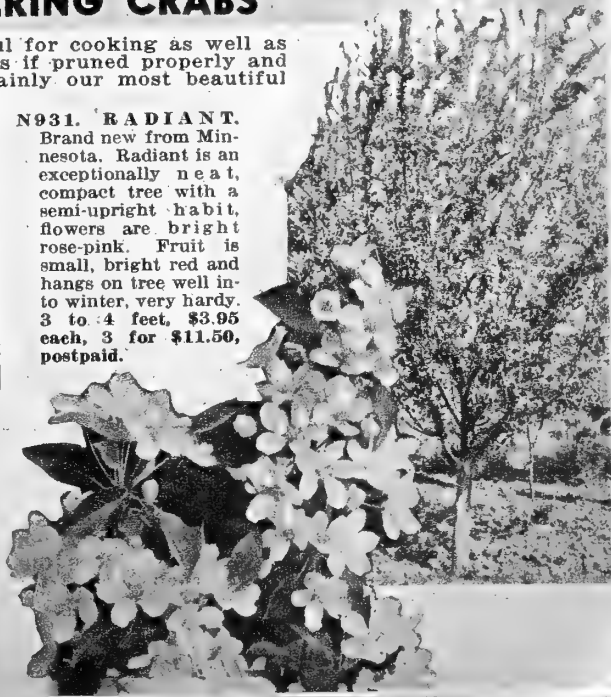 RING CRABS
ul for cooking as well as
s if pruned properly and
ainly our most beautiful
N931. RADIANT.
Brand new from Min-
nesota. Radiant is an
exceptionally neat,
compact tree with a
semi-upright habit,
flowers are bright
rose-pink. Fruit is
small, bright red and
hangs on tree well in-
to winter, very hardy.
3 to 4 feet, $3.95
each, 3 for $11.50,
postpaid.